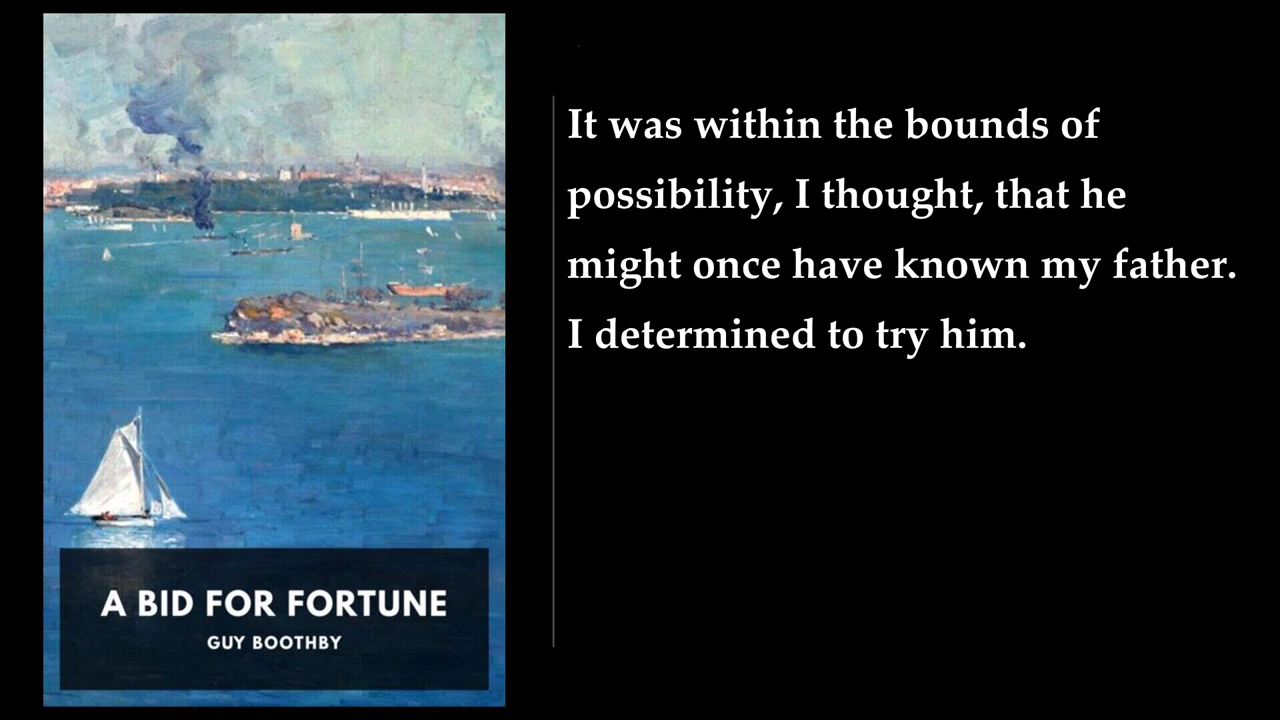 It was within the bounds of
possibility, I thought, that he
might once have known my father.
I determined to try him.
A BID FOR FORTUNE
GUY BOOTHBY